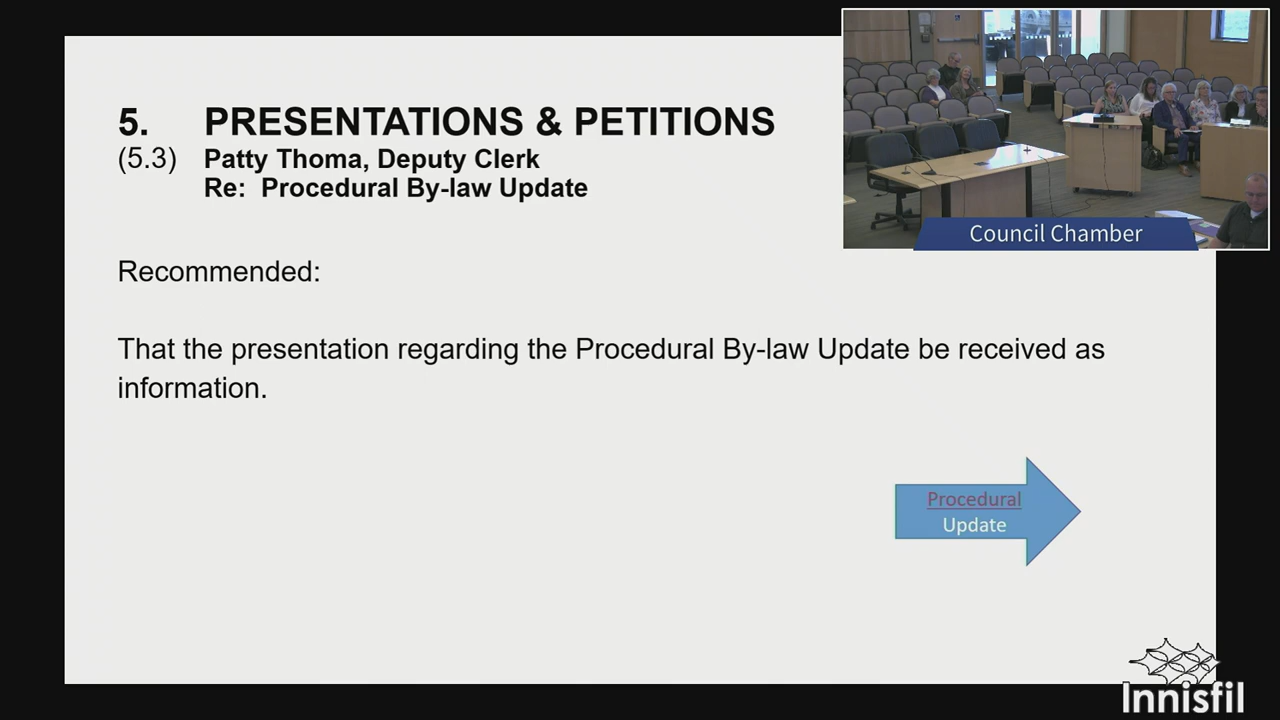 5. PRESENTATIONS & PETITIONS
(5.3) Patty Thoma, Deputy Clerk
Re: Procedural By-law Update
Recommended:
That the presentation regarding the Procedural By-law Update be received as
information.
Procedural
Update
Council Chamber
Innisfil